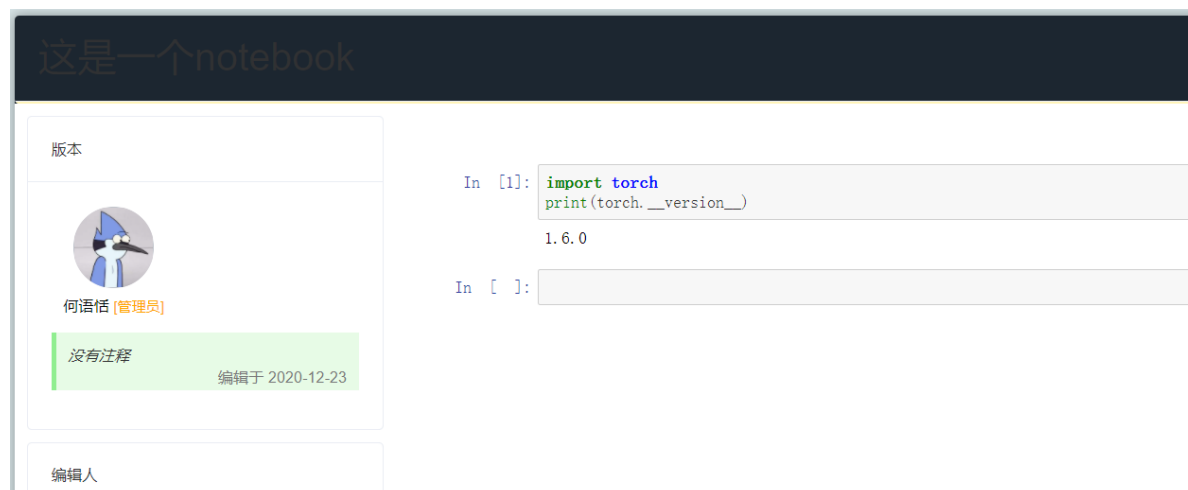 这是一个notebook
版本
何语恬 [管理员]
没有注释
编辑于 2020-12-23
编辑人
In [1]:
import torch
print(torch.__version__)
1.6.0
In [ ]: